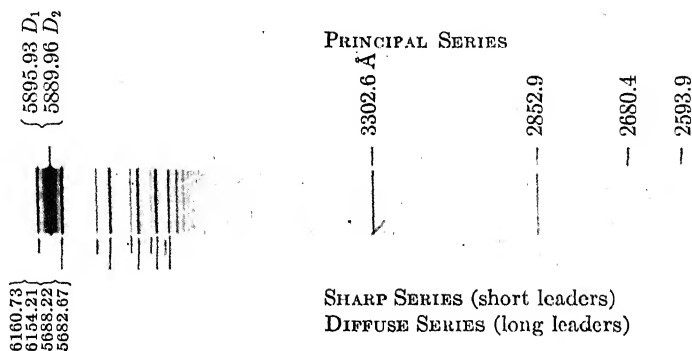 5895.93 D₁
5889.96 D₂
PRINCIPAL SERIES
3302.6 Å
2852.9
2680.4
2593.9
6160.73
6154.21
5688.22
5682.67
SHARP SERIES (short leaders)
DIFFUSE SERIES (long leaders)